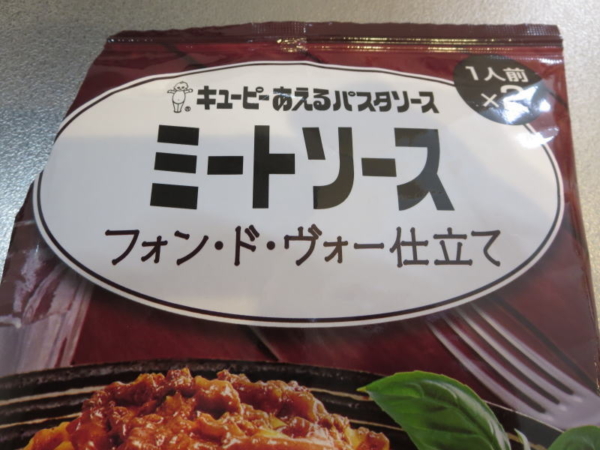 キユーピーあえるパスタソース
1人前
×2
ミートソース
フォン・ド・ヴォー仕立て